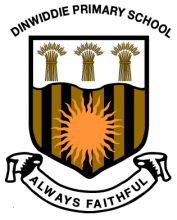 DINWIDDIE PRIMARY SCHOOL
ALWAYS FAITHFUL